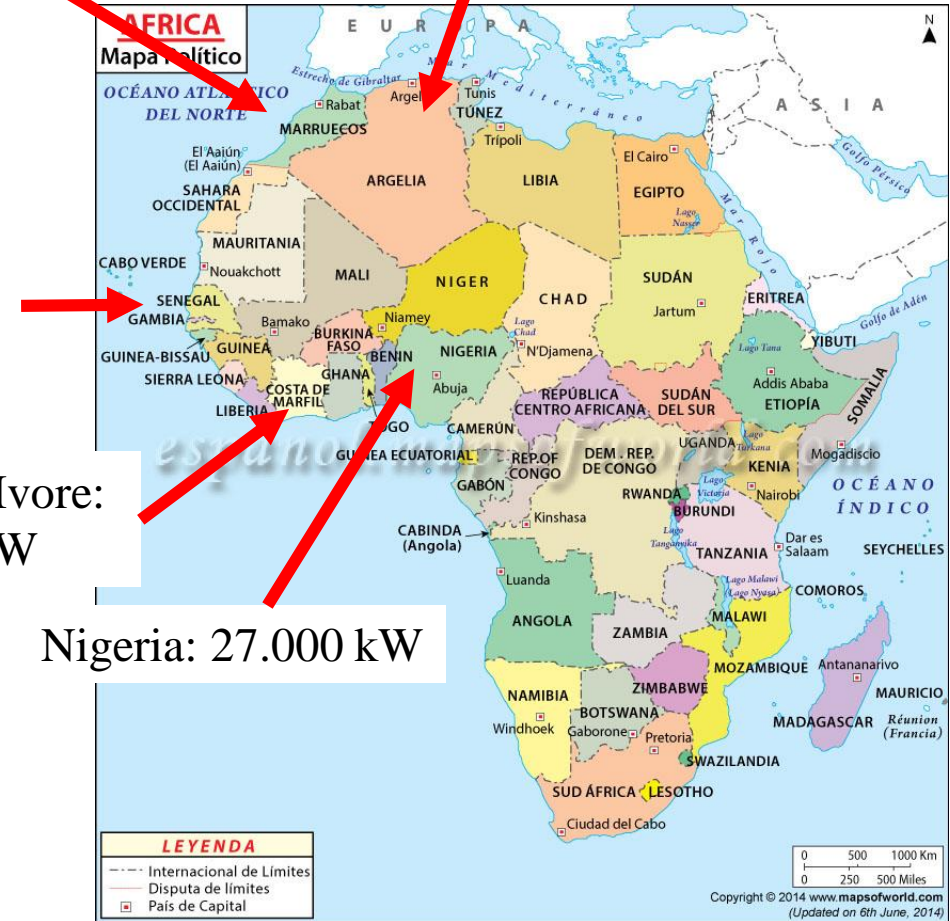 AFRICA
Mapa Político
E U R O P A
N
A S I A
OCÉANO ATLÁNTICO
DEL NORTE
Estrecho de Gibraltar
Mar Mediterráneo
Rabat
Argel
Tunis
TÚNEZ
MARRUECOS
Trípoli
El Aaiún
(El Aaiún)
El Cairo
Golfo Pérsico
SAHARA
OCCIDENTAL
ARGELIA
LIBIA
EGIPTO
Lago
Nasser
Mar Rojo
MAURITANIA
CABO VERDE
Nouakchott
MALI
NIGER
CHAD
SUDÁN
Jartum
ERITREA
Golfo de Adén
SENEGAL
GAMBIA
Bamako
BURKINA
FASO
Niamey
Lago
Chad
N'Djamena
Lago Tana
YIBUTI
GUINEA-BISSAU
GUINEA
BENIN
NIGERIA
SIERRA LEONA
COSTA DE
MARFIL
GHANA
Abuja
REPÚBLICA
CENTRO AFRICANA
SUDÁN
DEL SUR
Addis Ababa
ETIOPÍA
SOMALIA
LIBERIA
TOGO
CAMERÚN
espanol.mapsofworld.com
GUINEA ECUATORIAL
REP.OF
CONGO
DEM. REP.
DE CONGO
UGANDA
Lago
Turkana
KENIA
Mogadiscio
GABÓN
RWANDA
Lago
Victoria
Nairobi
OCÉANO
ÍNDICO
Ivore:
W
BURUNDI
CABINDA
(Angola)
Kinshasa
Lago
Tanganyika
TANZANIA
Dar es
Salaam
SEYCHELLES
Luanda
Lago Malawi
(Lago Nyasa)
COMOROS
ANGOLA
ZAMBIA
MALAWI
Nigeria: 27.000 kW
MOZAMBIQUE
Antananarivo
NAMIBIA
ZIMBABWE
MAURICIO
BOTSWANA
Windhoek
Gaborone
Pretoria
MADAGASCAR
Réunion
(Francia)
SWAZILANDIA
SUD ÁFRICA
LESOTHO
Ciudad del Cabo
LEYENDA
Internacional de Límites
Disputa de límites
País de Capital
0 500 1000 Km
0 250 500 Miles
Copyright © 2014 www.mapsofworld.com
(Updated on 6th June, 2014)